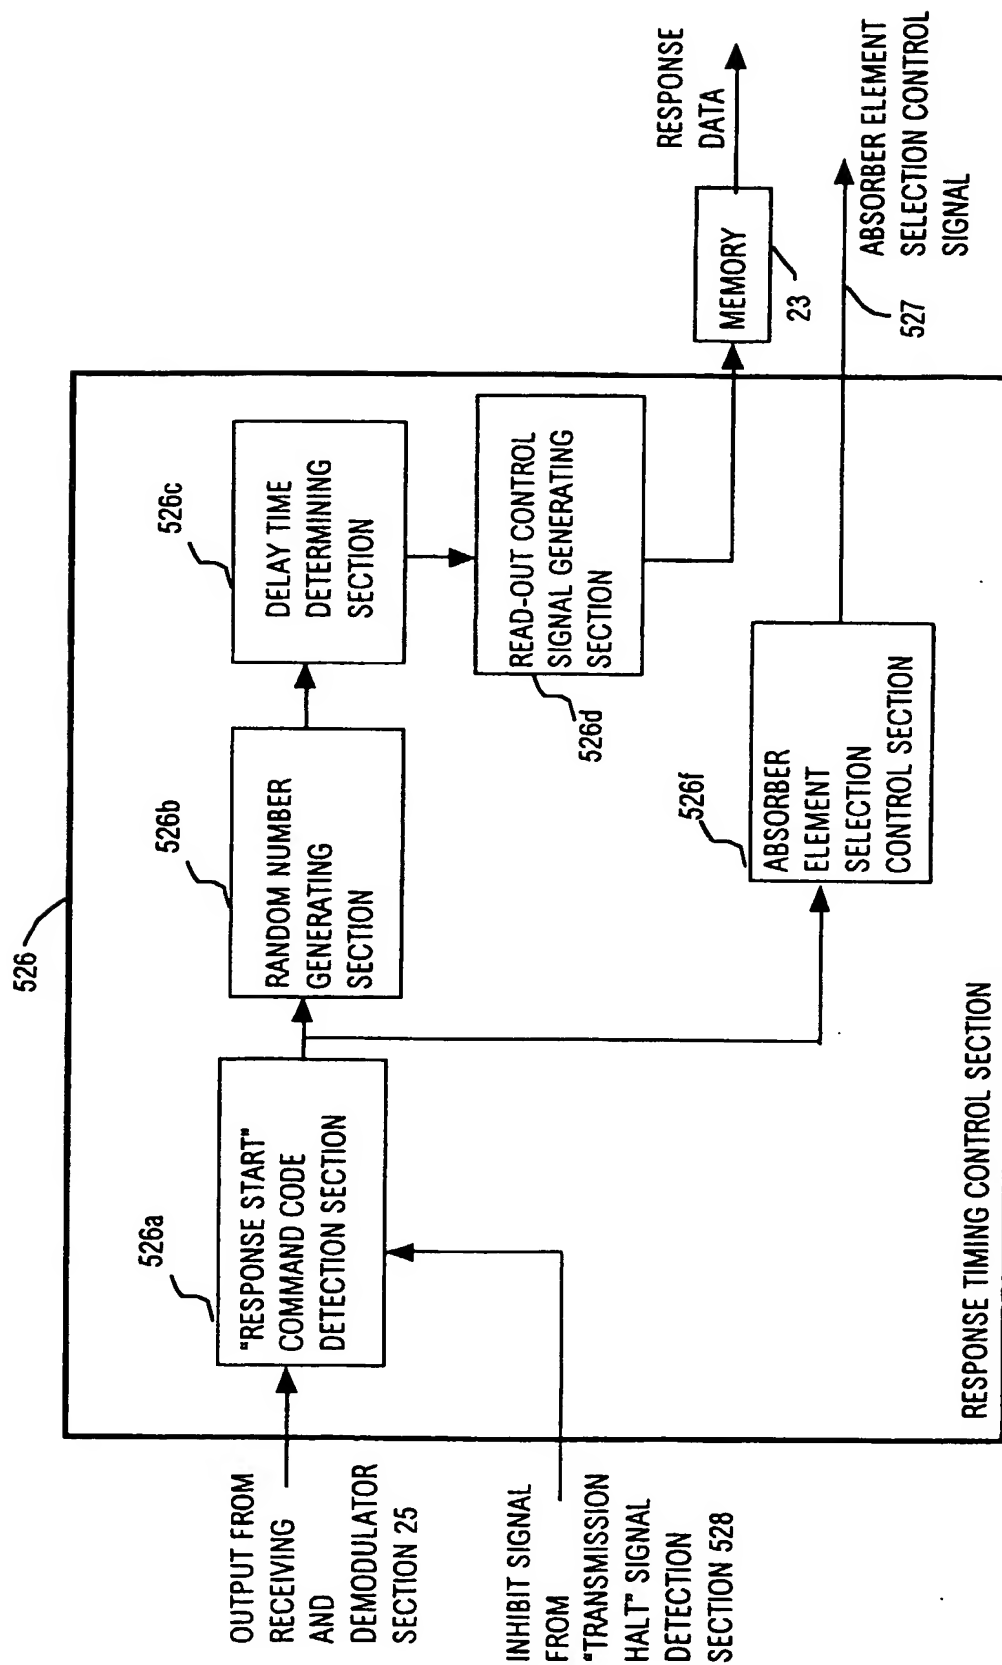 526
526a
"RESPONSE START"
COMMAND CODE
DETECTION SECTION
526b
RANDOM NUMBER
GENERATING
SECTION
526c
DELAY TIME
DETERMINING
SECTION
READ-OUT CONTROL
SIGNAL GENERATING
SECTION
526d
526f
ABSORBER
ELEMENT
SELECTION
CONTROL SECTION
MEMORY
23
RESPONSE
DATA
527
ABSORBER ELEMENT
SELECTION CONTROL
SIGNAL
OUTPUT FROM
RECEIVING
AND
DEMODULATOR
SECTION 25
INHIBIT SIGNAL
FROM
"TRANSMISSION
HALT" SIGNAL
DETECTION
SECTION 528
RESPONSE TIMING CONTROL SECTION